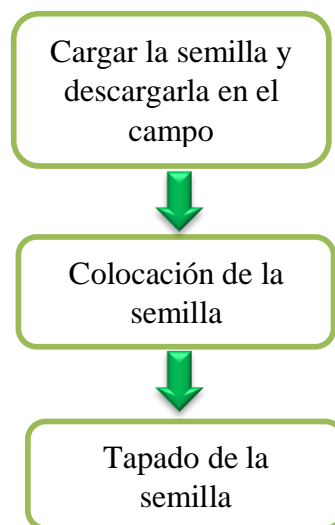 Cargar la semilla y
descargarla en el
campo
Colocación de la
semilla
Tapado de la
semilla